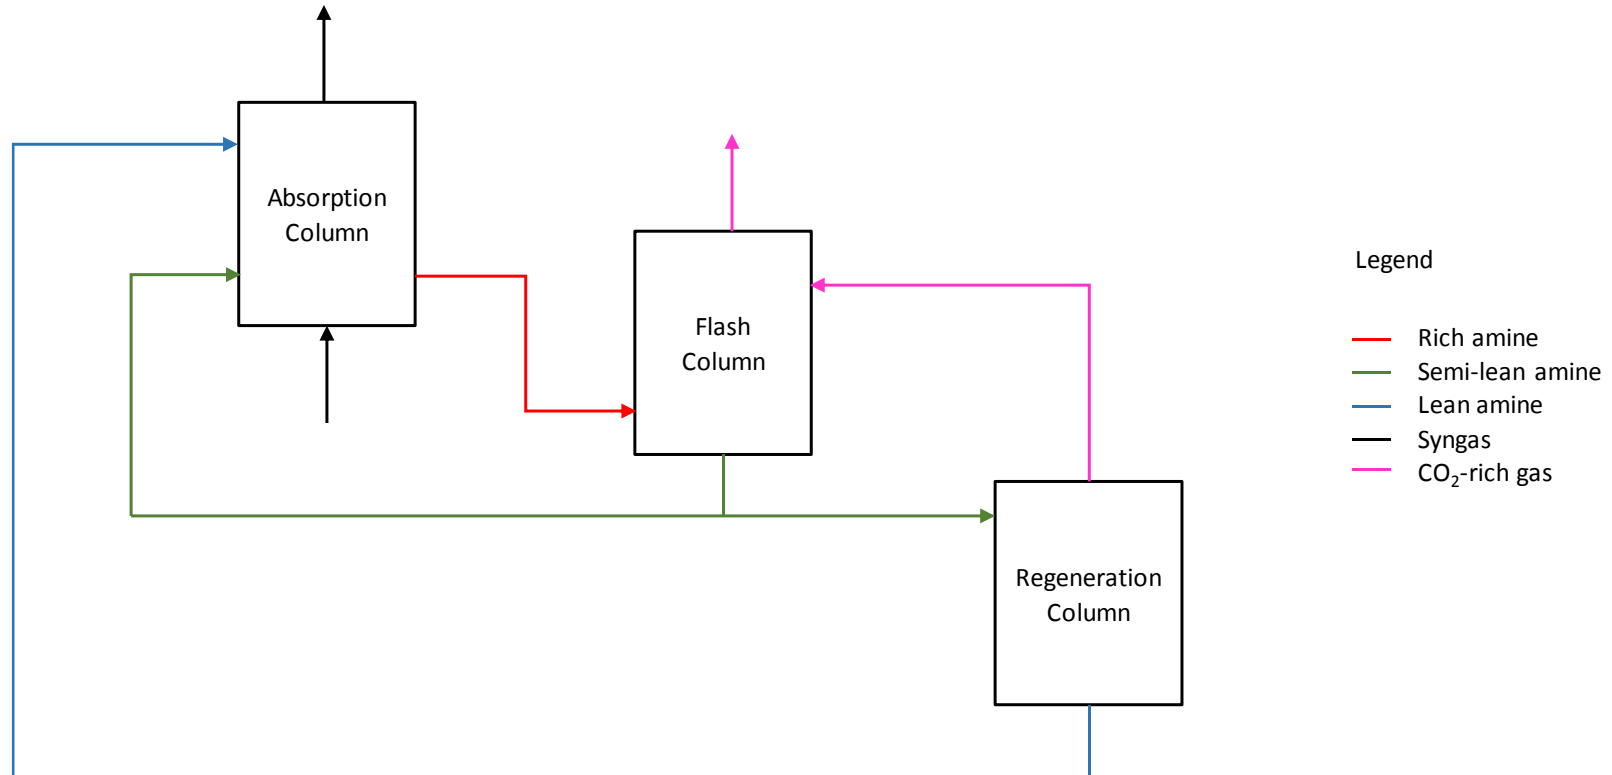 Absorption
Column
Flash
Column
Regeneration
Column
Legend
Rich amine
Semi-lean amine
Lean amine
Syngas
CO₂-rich gas